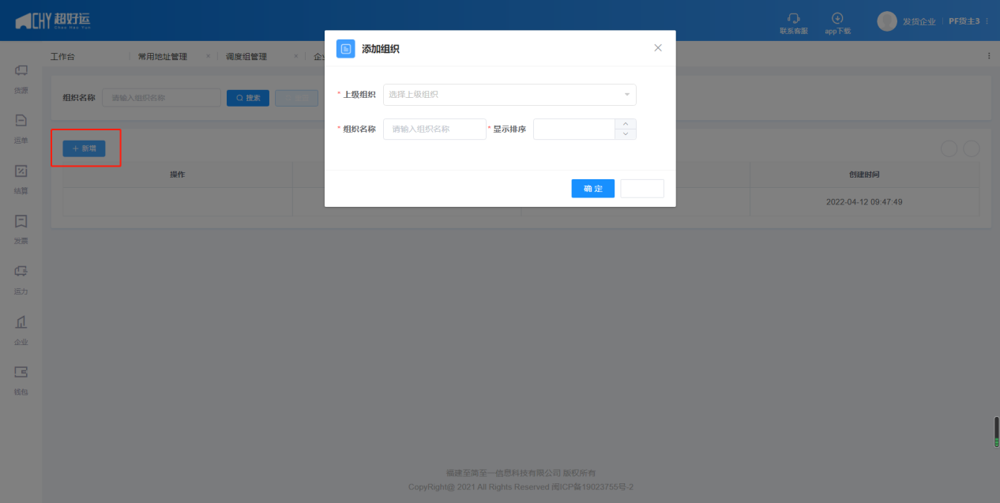 CHY 超好运
Chao Hao Yun
联系客服
app下载
发货企业
PF货主3
工作台
常用地址管理
调度组管理
企业
货源
运单
结算
发票
运力
企业
钱包
组织名称 请输入组织名称 搜索
+ 新增
操作
创建时间
2022-04-12 09:47:49
添加组织
* 上级组织 选择上级组织
* 组织名称 请输入组织名称 * 显示排序
确 定
福建至简至一信息科技有限公司 版权所有
CopyRight@ 2021 All Rights Reserved 闽ICP备19023755号-2